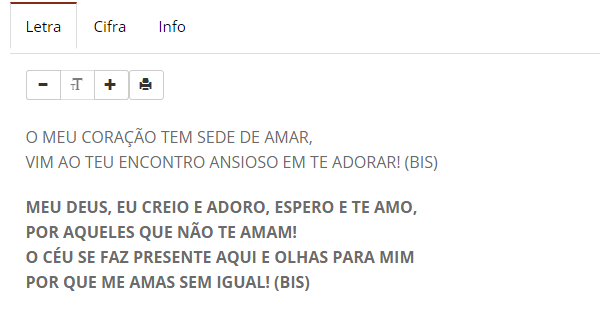 Letra Cifra Info
- T +
O MEU CORAÇÃO TEM SEDE DE AMAR,
VIM AO TEU ENCONTRO ANSIOSO EM TE ADORAR! (BIS)
MEU DEUS, EU CREIO E ADORO, ESPERO E TE AMO,
POR AQUELES QUE NÃO TE AMAM!
O CÉU SE FAZ PRESENTE AQUI E OLHAS PARA MIM
POR QUE ME AMAS SEM IGUAL! (BIS)